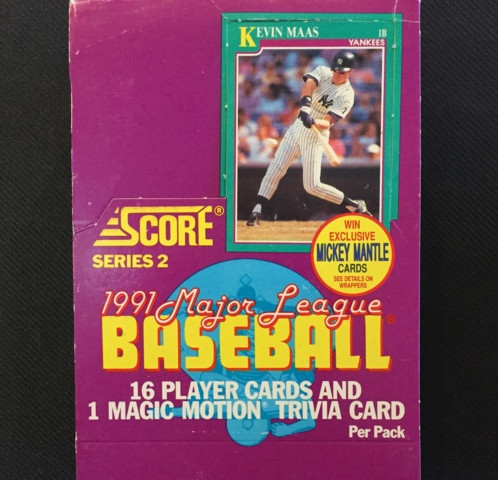 KEVIN MAAS 1B
YANKEES
SCORE®
SERIES 2
WIN
EXCLUSIVE
MICKEY MANTLE
CARDS
SEE DETAILS ON
WRAPPERS
1991 Major League
BASEBALL®
16 PLAYER CARDS AND
1 MAGIC MOTION® TRIVIA CARD
Per Pack